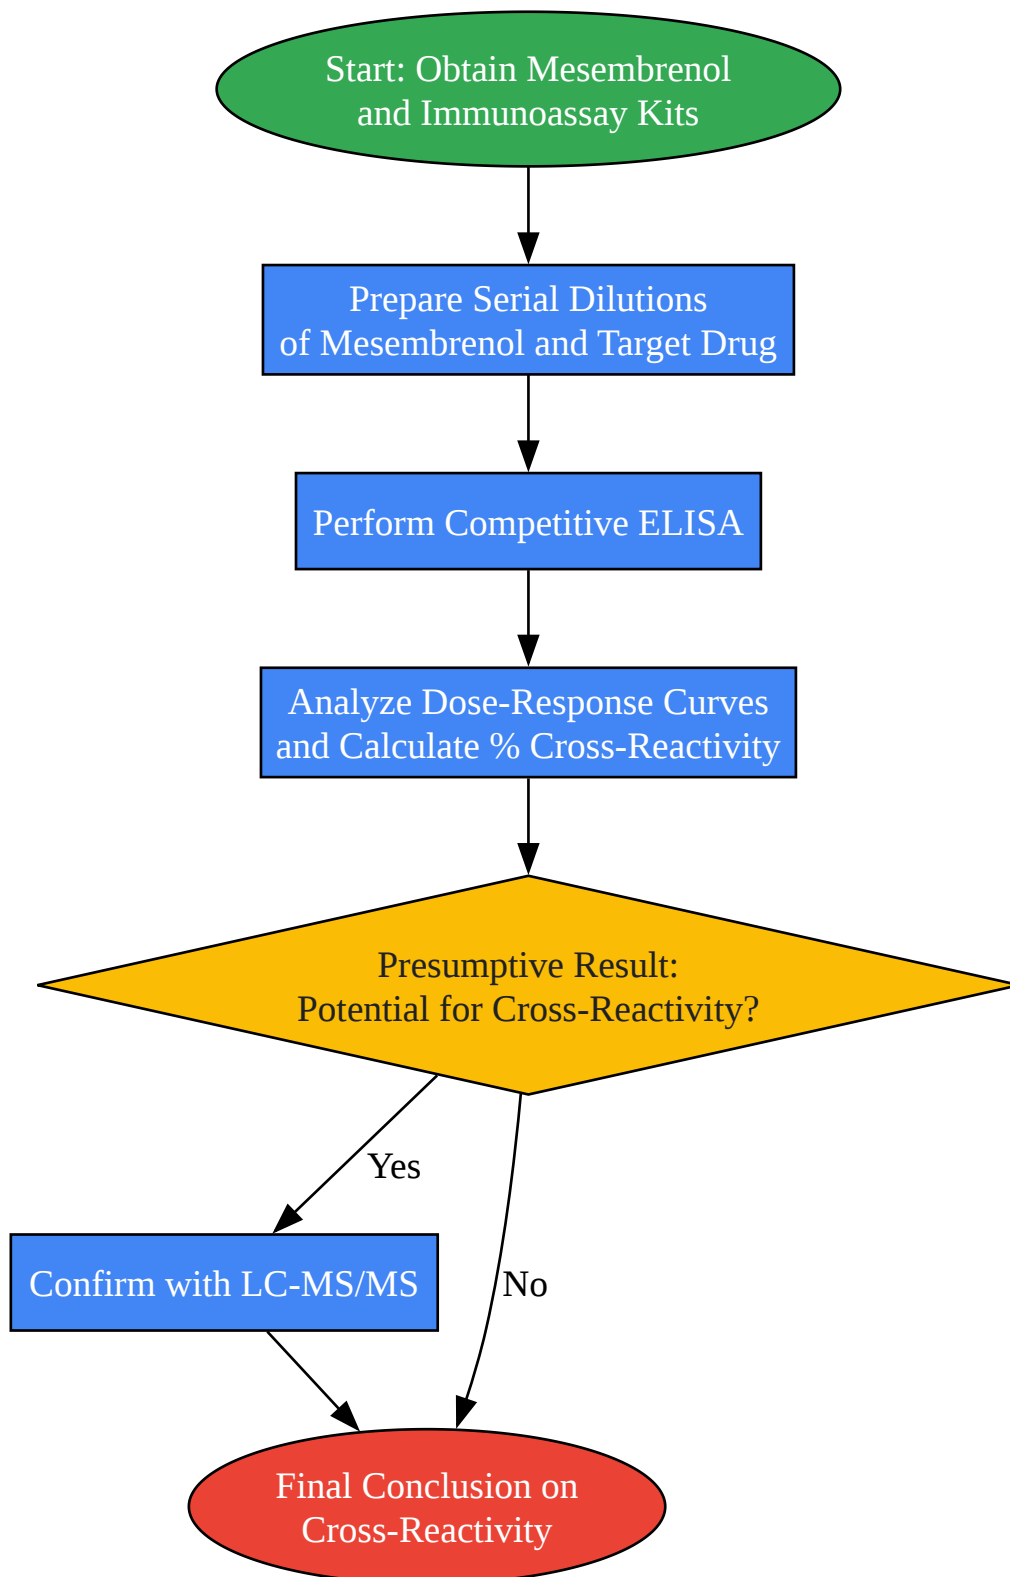 Start: Obtain Mesembrenol
and Immunoassay Kits
Prepare Serial Dilutions
of Mesembrenol and Target Drug
Perform Competitive ELISA
Analyze Dose-Response Curves
and Calculate % Cross-Reactivity
Presumptive Result:
Potential for Cross-Reactivity?
Yes
Confirm with LC-MS/MS
No
Final Conclusion on
Cross-Reactivity